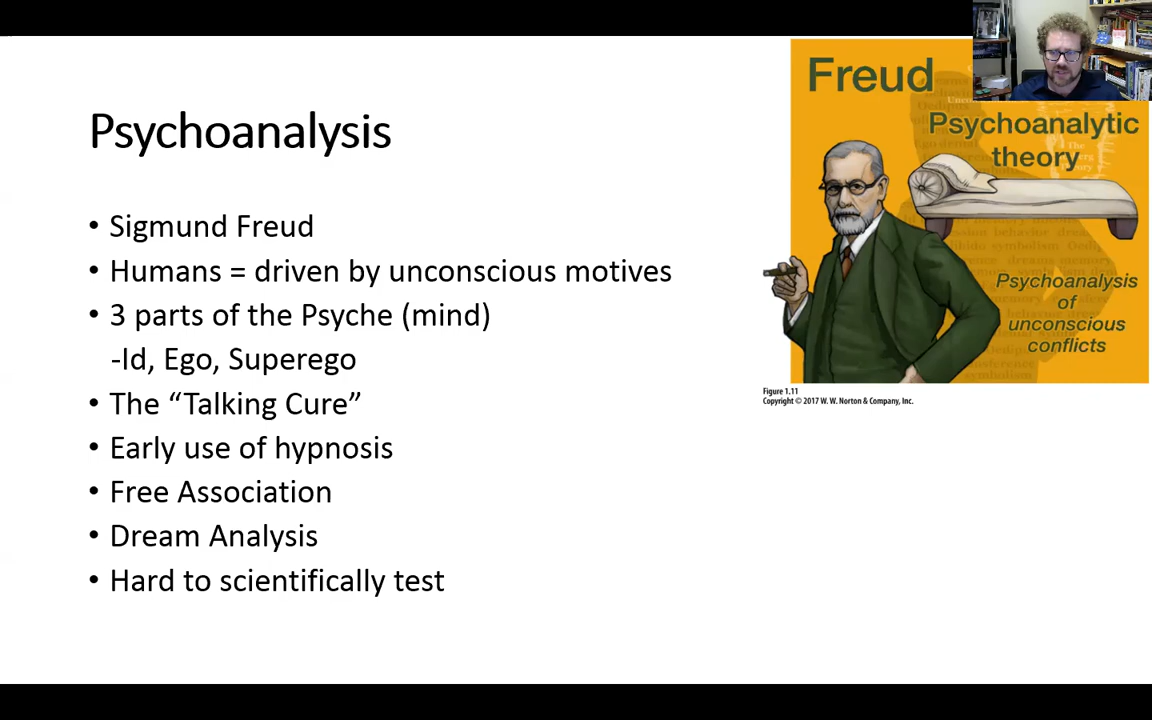 Psychoanalysis
• Sigmund Freud
• Humans = driven by unconscious motives
• 3 parts of the Psyche (mind)
-Id, Ego, Superego
• The “Talking Cure”
• Early use of hypnosis
• Free Association
• Dream Analysis
• Hard to scientifically test
Freud
Psychoanalytic
theory
Psychoanalysis
of
unconscious
conflicts
Figure 1.11
Copyright © 2017 W. W. Norton & Company, Inc.